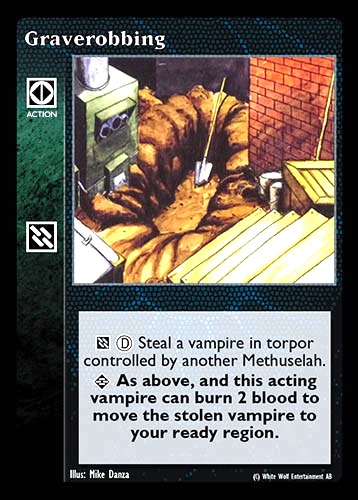 Graverobbing
ACTION
D Steal a vampire in torpor
controlled by another Methuselah.
As above, and this acting
vampire can burn 2 blood to
move the stolen vampire to
your ready region.
Illus: Mike Danza
(C) White Wolf Entertainment AB